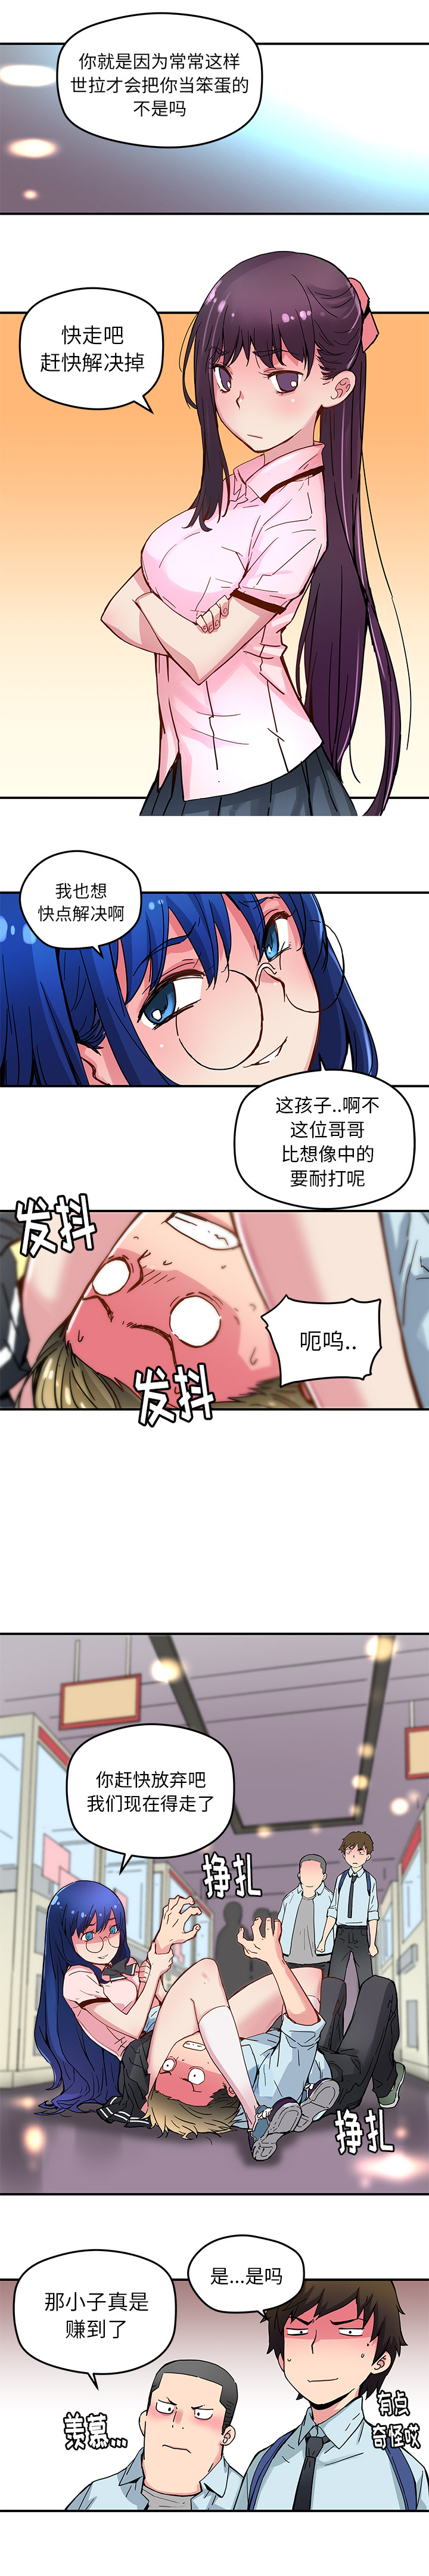 你就是因为常常这样
世拉才会把你当笨蛋的
不是吗
快走吧
赶快解决掉
我也想
快点解决啊
这孩子..啊不
这位哥哥
比想像中的
要耐打呢
发抖
呃呜..
发抖
你赶快放弃吧
我们现在得走了
挣扎
挣扎
是...是吗
那小子真是
赚到了
羡慕...
有点
奇怪哎